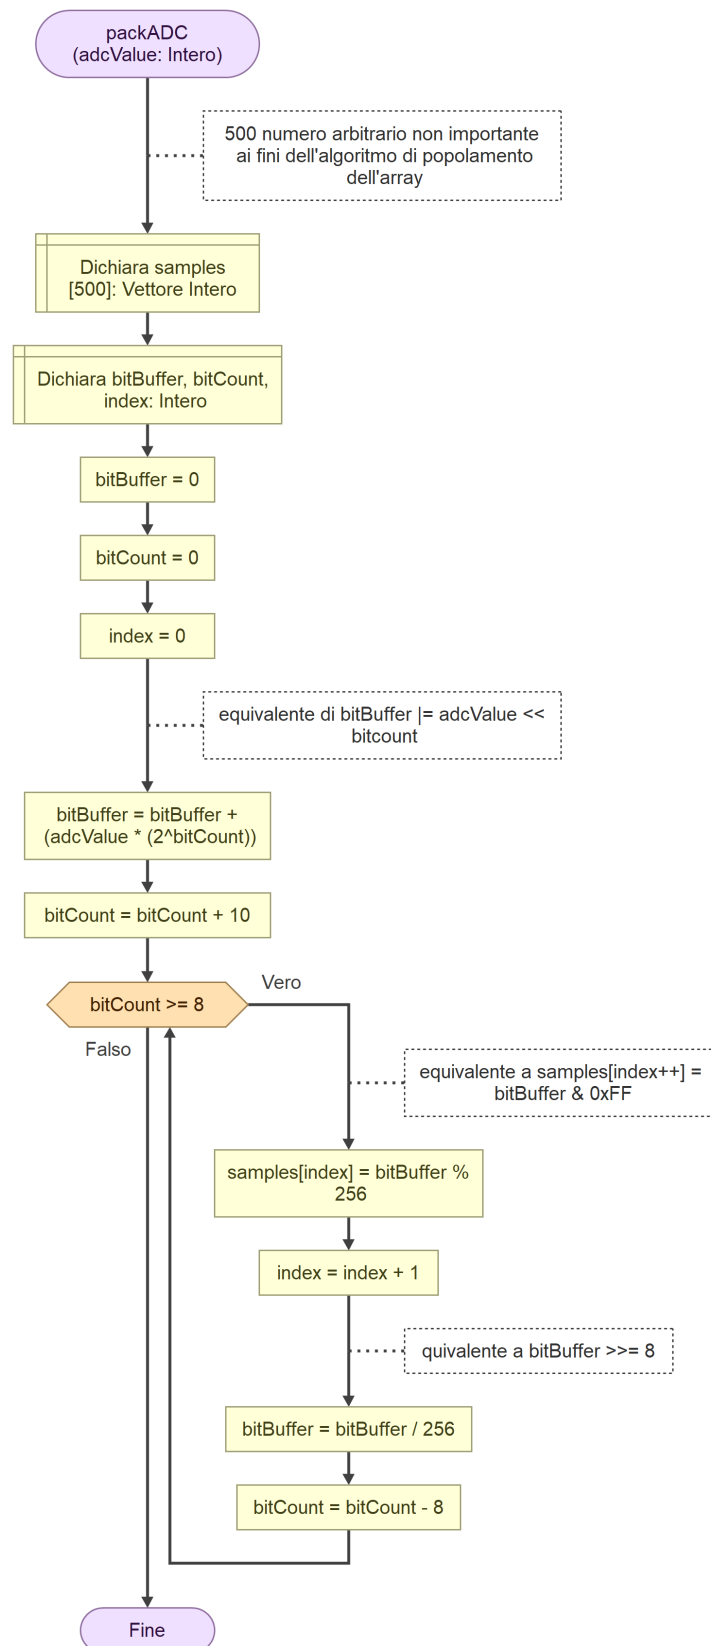 packADC
(adcValue: Intero)
500 numero arbitrario non importante
ai fini dell'algoritmo di popolamento
dell'array
Dichiara samples
[500]: Vettore Intero
Dichiara bitBuffer, bitCount,
index: Intero
bitBuffer = 0
bitCount = 0
index = 0
equivalente di bitBuffer |= adcValue <<
bitcount
bitBuffer = bitBuffer +
(adcValue * (2^bitCount))
bitCount = bitCount + 10
bitCount >= 8
Vero
Falso
equivalente a samples[index++] =
bitBuffer & 0xFF
samples[index] = bitBuffer %
256
index = index + 1
quivalente a bitBuffer >>= 8
bitBuffer = bitBuffer / 256
bitCount = bitCount - 8
Fine